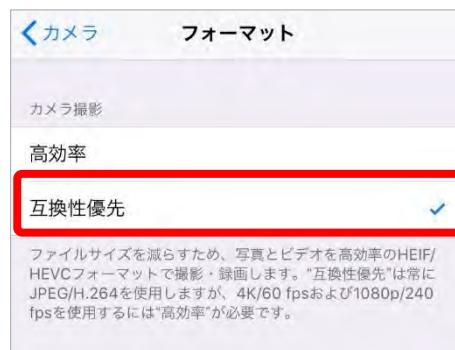 カメラ フォーマット
カメラ撮影
高効率
互換性優先
ファイルサイズを減らすため、写真とビデオを高効率のHEIF/
HEVCフォーマットで撮影・録画します。"互換性優先"は常に
JPEG/H.264を使用しますが、4K/60 fpsおよび1080p/240
fpsを使用するには"高効率"が必要です。